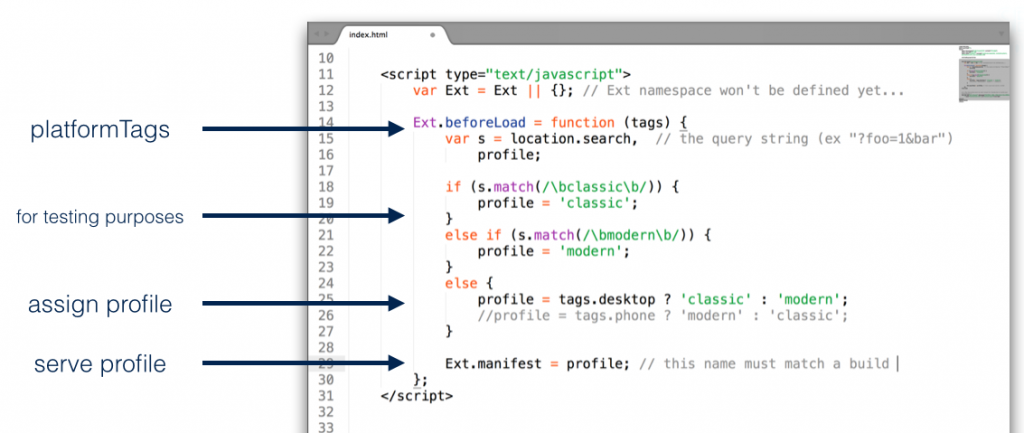 index.html
10
11 <script type="text/javascript">
12 var Ext = Ext || {}; // Ext namespace won't be defined yet...
13
platformTags
14 Ext.beforeLoad = function (tags) {
15 var s = location.search, // the query string (ex "?foo=1&bar")
16 profile;
17
18 if (s.match(/\bclassic\b/)) {
19 profile = 'classic';
for testing purposes
20 }
21 else if (s.match(/\bmodern\b/)) {
22 profile = 'modern';
23 }
24 else {
assign profile
25 profile = tags.desktop ? 'classic' : 'modern';
26 //profile = tags.phone ? 'modern' : 'classic';
27 }
28
serve profile
29 Ext.manifest = profile; // this name must match a build
30 };
31 </script>
32
33